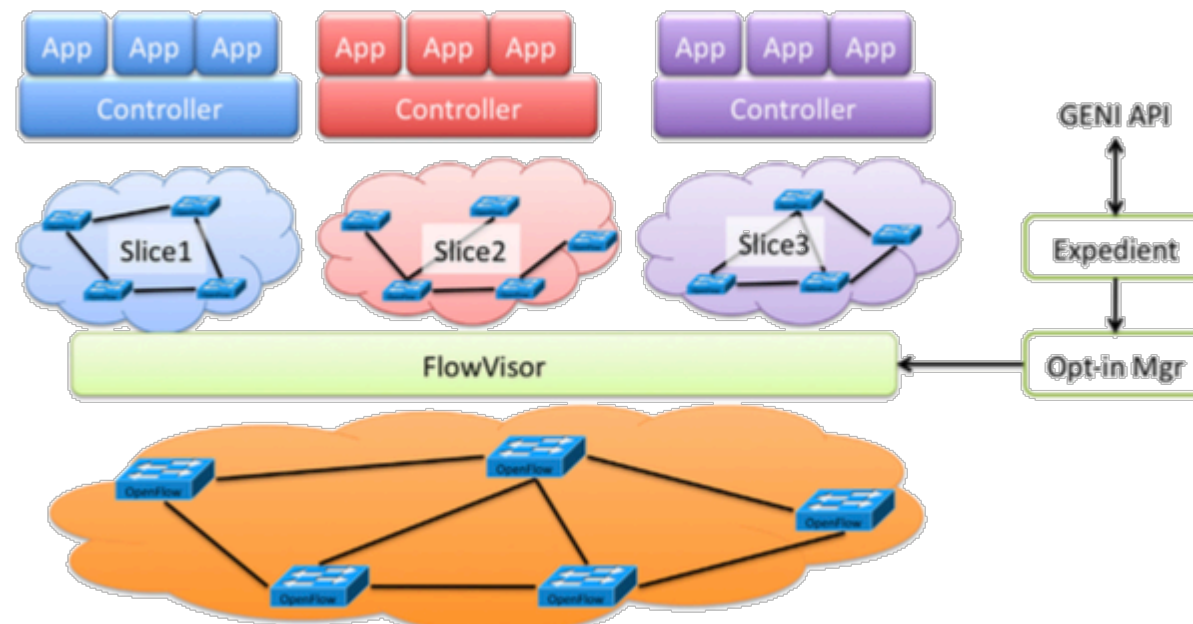 App App App
App App App
App App App
Controller
Controller
Controller
GENI API
Slice1
Slice2
Slice3
Expedient
FlowVisor
Opt-in Mgr
OpenFlow
OpenFlow
OpenFlow
OpenFlow
OpenFlow